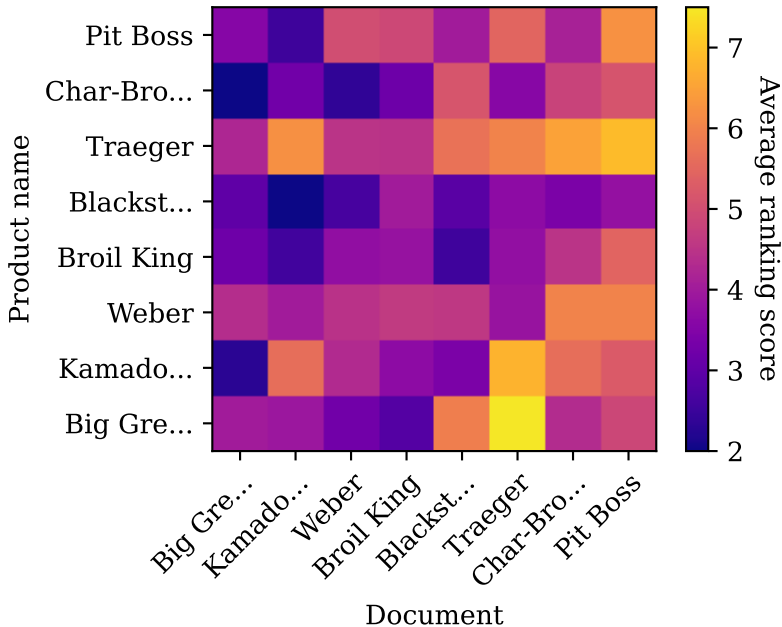 Product name
Pit Boss
Char-Bro...
Traeger
Blackst...
Broil King
Weber
Kamado...
Big Gre...
Big Gre...
Kamado...
Weber
Broil King
Blackst...
Traeger
Char-Bro...
Pit Boss
Document
7
6
5
4
3
2
Average ranking score